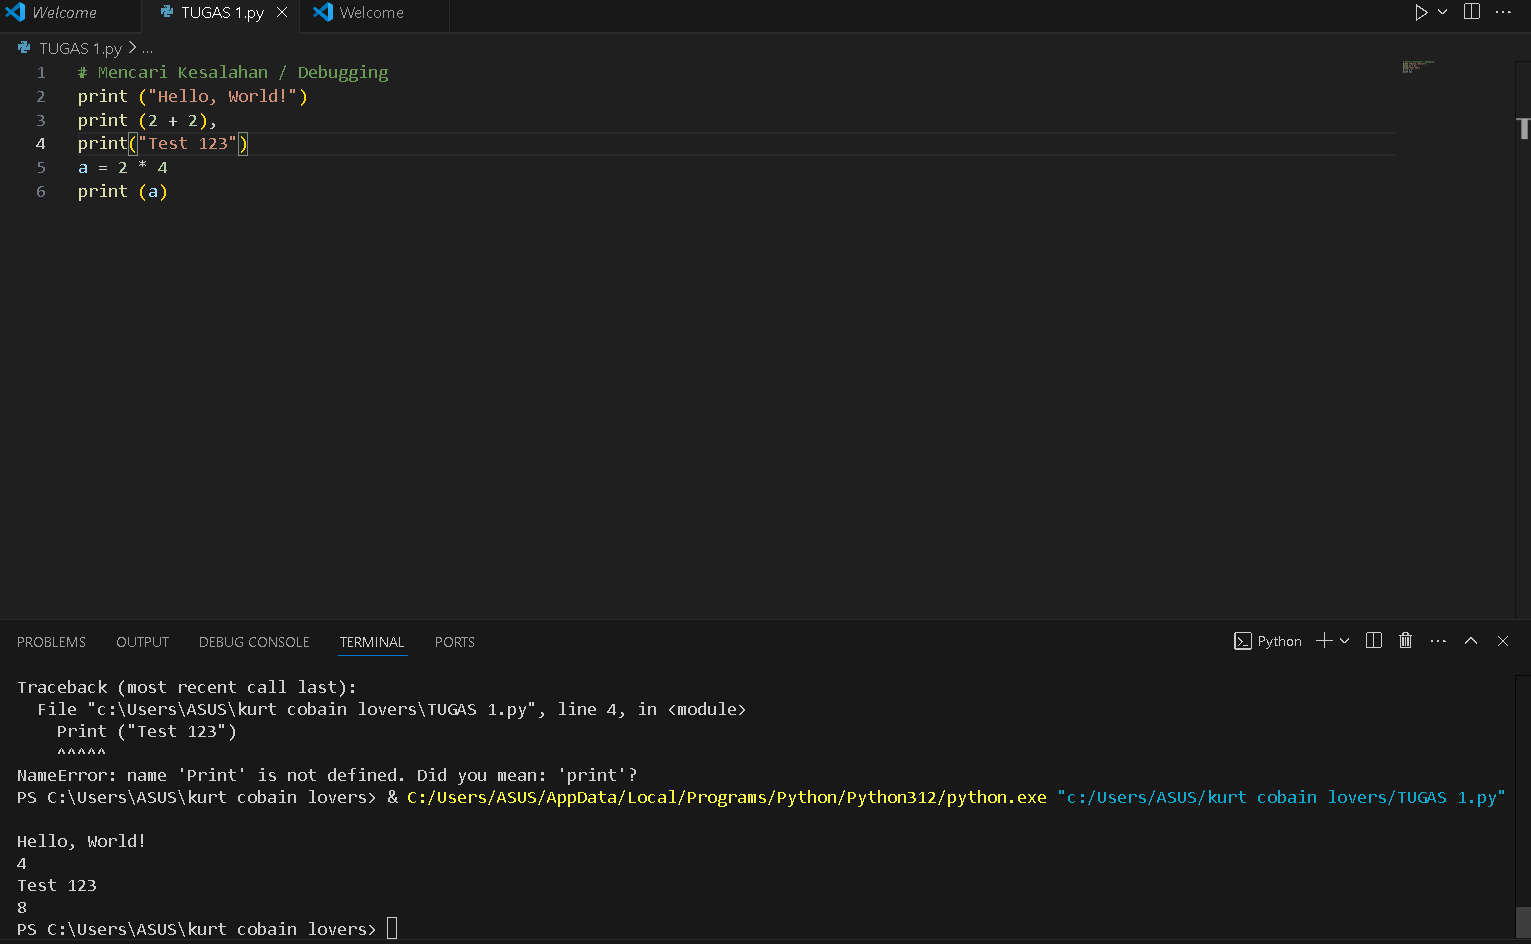 Welcome TUGAS 1.py Welcome
TUGAS 1.py > ...
1 # Mencari Kesalahan / Debugging
2 print ("Hello, World!")
3 print (2 + 2),
4 print("Test 123")
5 a = 2 * 4
6 print (a)
PROBLEMS OUTPUT DEBUG CONSOLE TERMINAL PORTS Python
Traceback (most recent call last):
File "c:\Users\ASUS\kurt cobain lovers\TUGAS 1.py", line 4, in <module>
Print ("Test 123")
^^^^^
NameError: name 'Print' is not defined. Did you mean: 'print'?
PS C:\Users\ASUS\kurt cobain lovers> & C:/Users/ASUS/AppData/Local/Programs/Python/Python312/python.exe "c:/Users/ASUS/kurt cobain lovers/TUGAS 1.py"
Hello, World!
4
Test 123
8
PS C:\Users\ASUS\kurt cobain lovers>